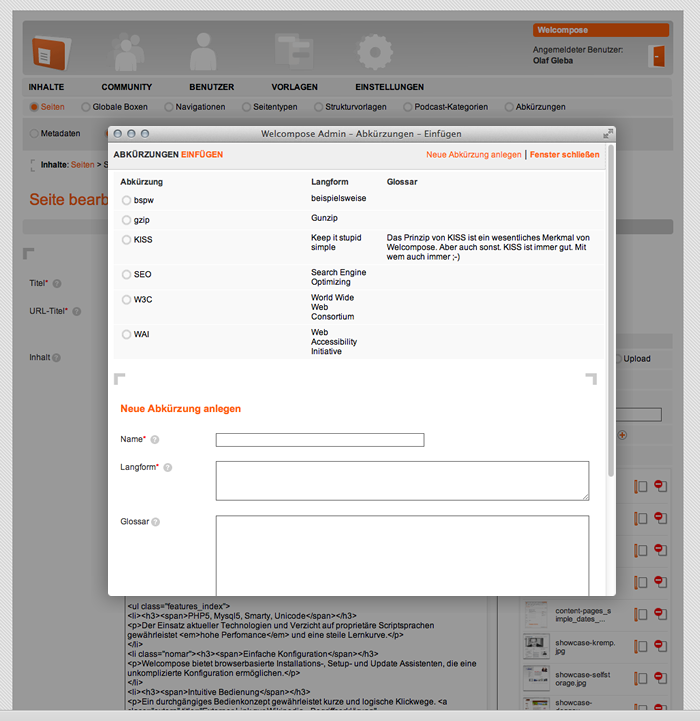 Welcompose
Angemeldeter Benutzer:
Olaf Gleba
INHALTE COMMUNITY BENUTZER VORLAGEN EINSTELLUNGEN
Seiten Globale Boxen Navigationen Seitentypen Strukturvorlagen Podcast-Kategorien Abkürzungen
Metadaten
Welcompose Admin - Abkürzungen - Einfügen
Inhalte: Seiten > S
ABKÜRZUNGEN EINFÜGEN
Neue Abkürzung anlegen | Fenster schließen
Seite bearb
Abkürzung Langform Glossar
bspw beispielsweise
gzip Gunzip
KISS Keep it stupid Das Prinzip von KISS ist ein wesentliches Merkmal von
simple Welcompose. Aber auch sonst. KISS ist immer gut. Mit
wem auch immer ;-)
SEO Search Engine
Optimizing
W3C World Wide
Web
Consortium
WAI Web
Accessibility
Initiative
Titel* ?
URL-Titel* ?
Inhalt ?
Upload
Neue Abkürzung anlegen
Name* ?
Langform* ?
Glossar ?
<ul class="features_index">
<li><h3><span>PHP5, Mysql5, Smarty, Unicode</span></h3>
<p>Der Einsatz aktueller Technologien und Verzicht auf proprietäre Scriptsprachen
gewährleistet <em>hohe Perfomance</em> und eine steile Lernkurve.</p>
</li>
<li class="nomar"><h3><span>Einfache Konfiguration</span></h3>
<p>Welcompose bietet browserbasierte Installations-, Setup- und Update Assistenten, die eine
unkomplizierte Konfiguration ermöglichen.</p>
</li>
<li><h3><span>Intuitive Bedienung</span></h3>
<p>Ein durchgängiges Bedienkonzept gewährleistet kurze und logische Klickwege. <a
content-pages_s
imple_dates_...
showcase-kremp.
jpg
showcase-selfst
orage.jpg
showcase-